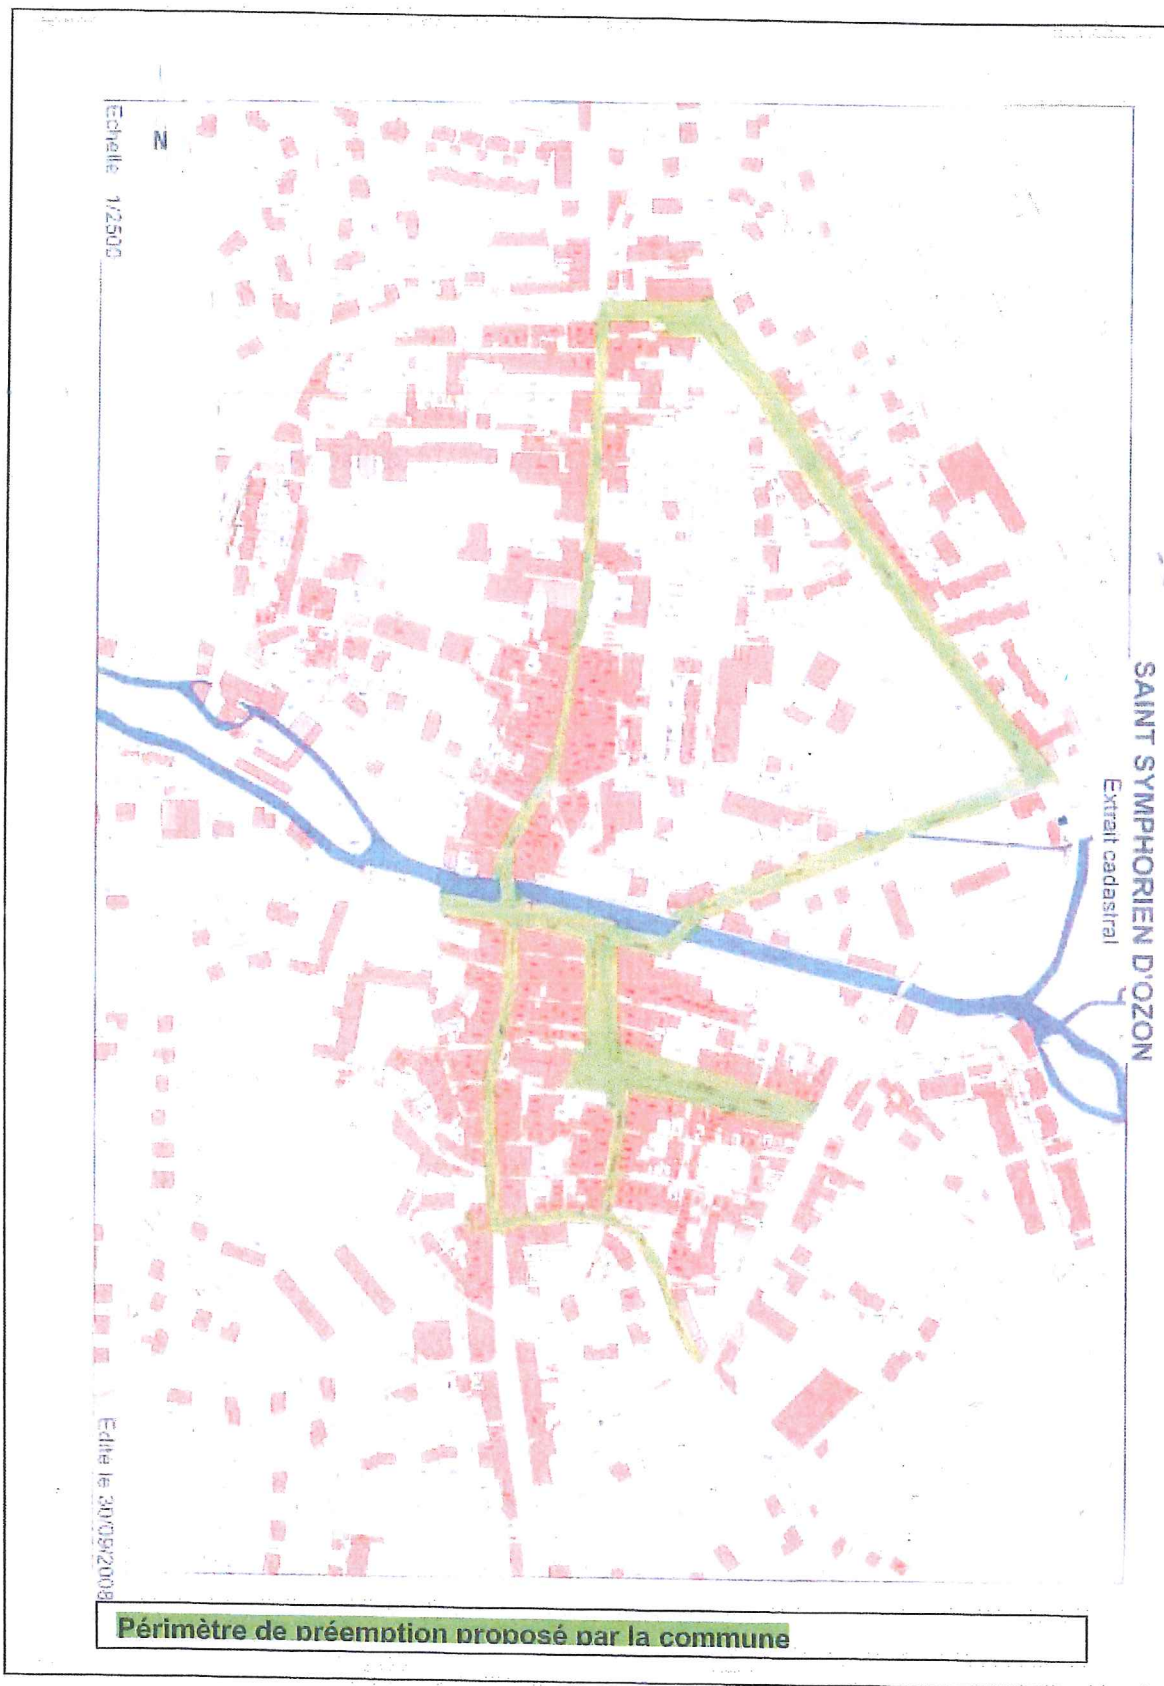 SAINT SYMPHORIEN D'OZON
Extrait cadastral
N
Echelle 1/2500
Edité le 30/09/2008
Périmètre de préemption proposé par la commune